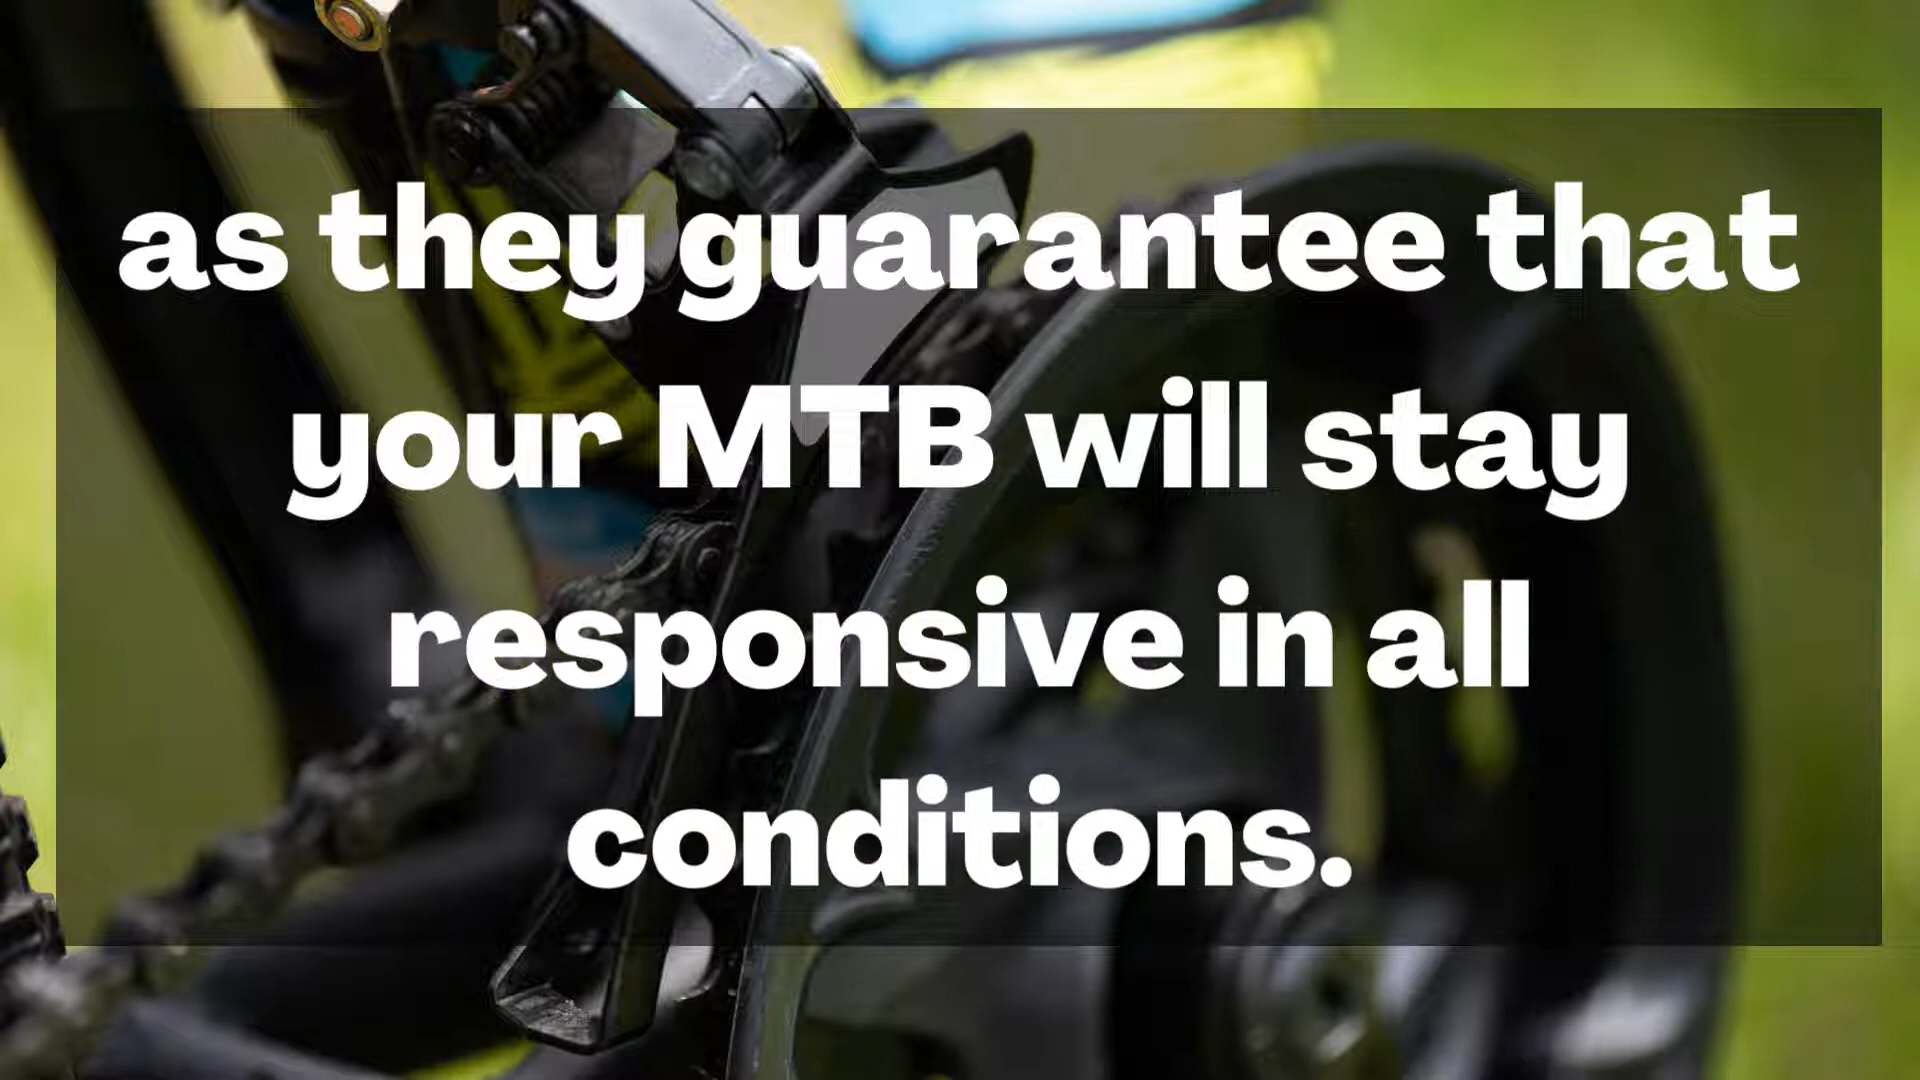 as they guarantee that
your MTB will stay
responsive in all
conditions.